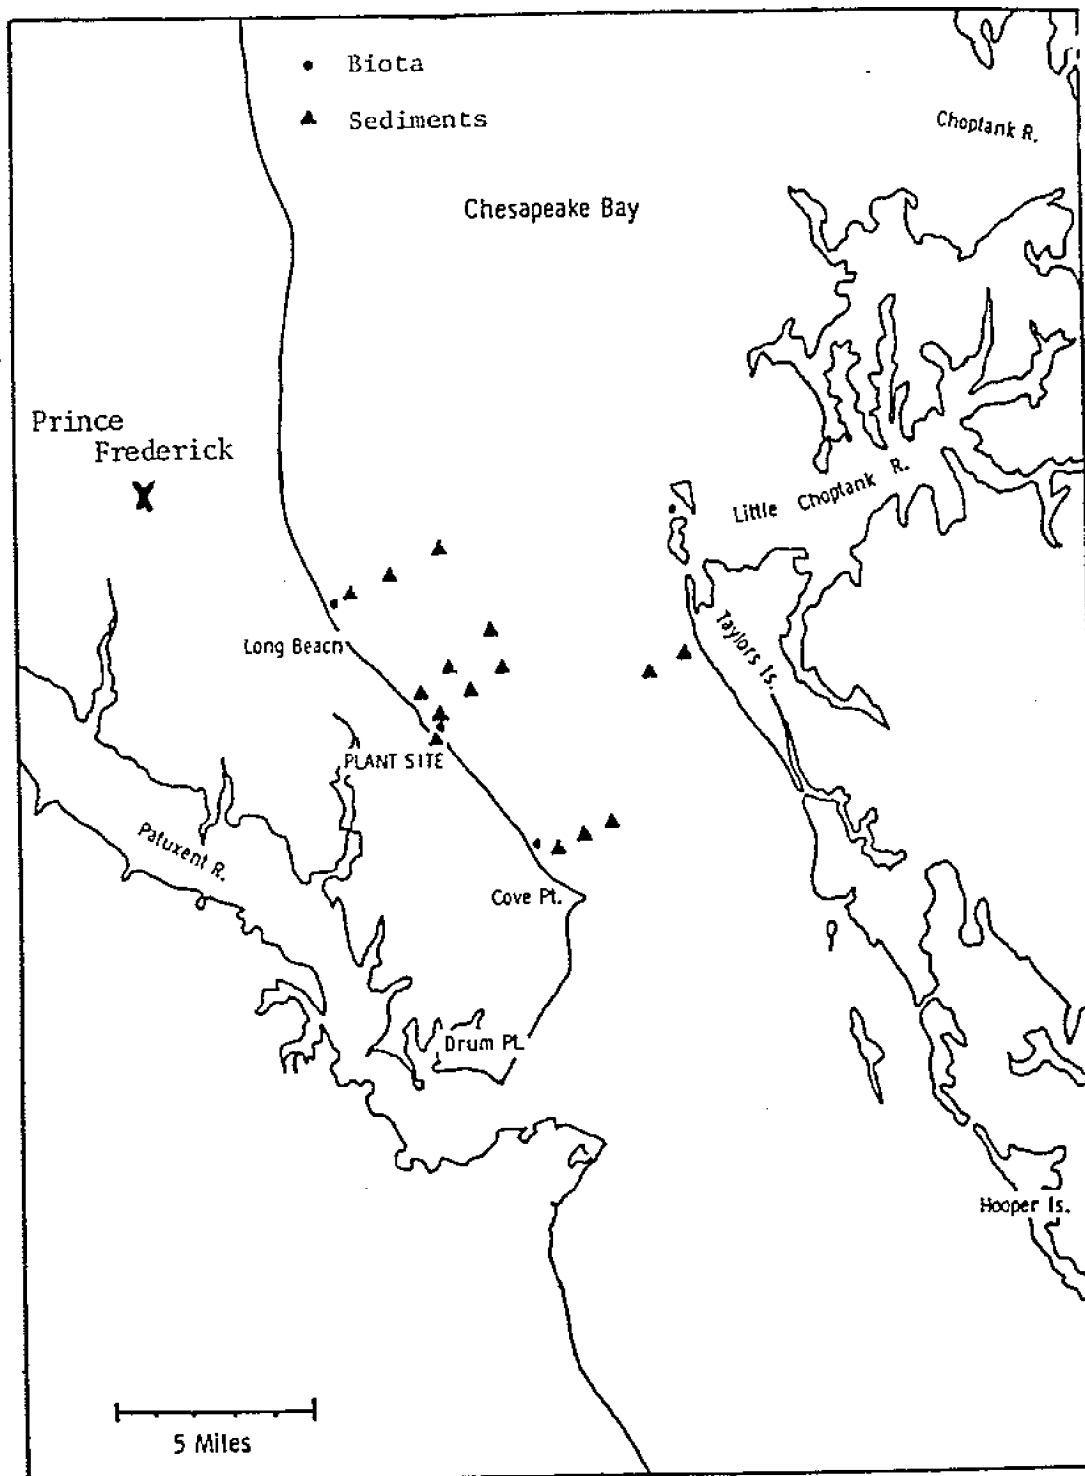 Biota
Sediments
Choptank R.
Chesapeake Bay
Prince
Frederick
X
Little Choptank R.
Long Beach
Taylors Is.
PLANT SITE
Patuxent R.
Cove Pt.
Drum Pt.
Hooper Is.
5 Miles